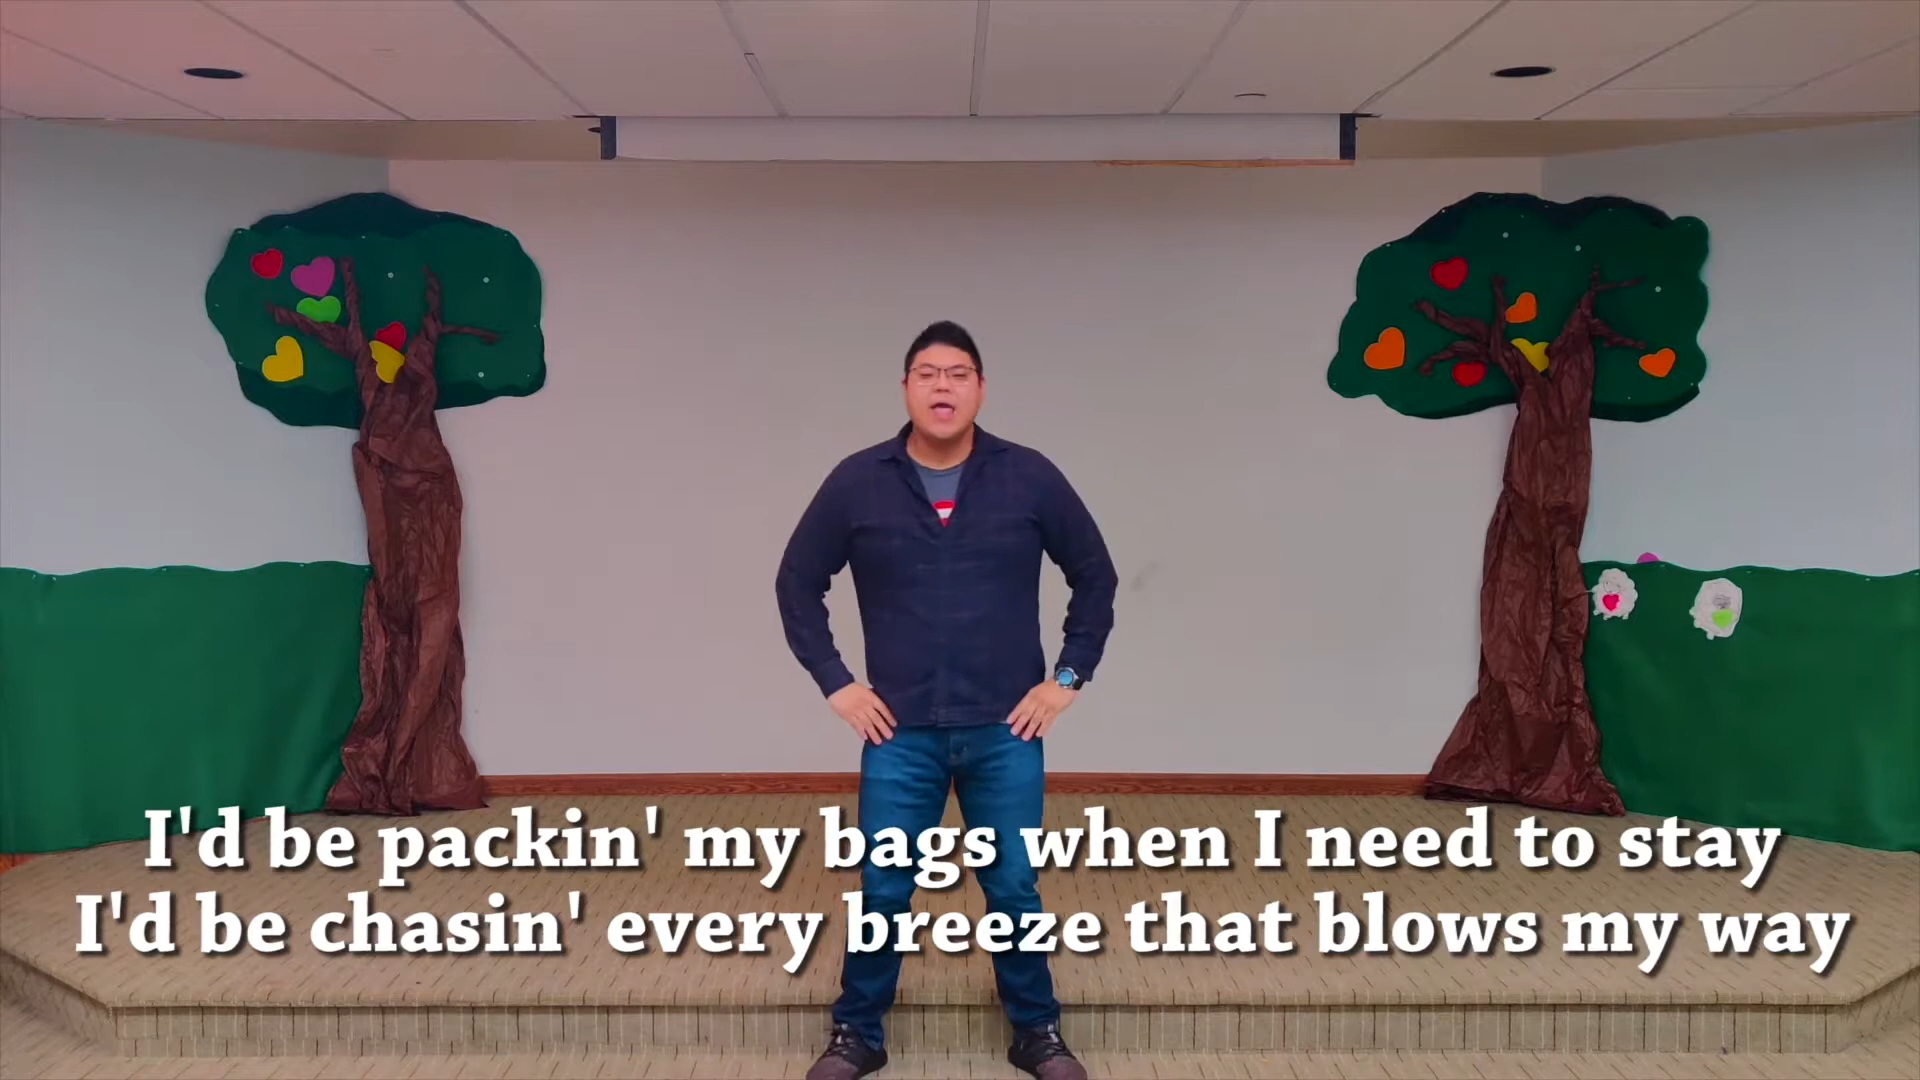 I'd be packin' my bags when I need to stay
I'd be chasin' every breeze that blows my way